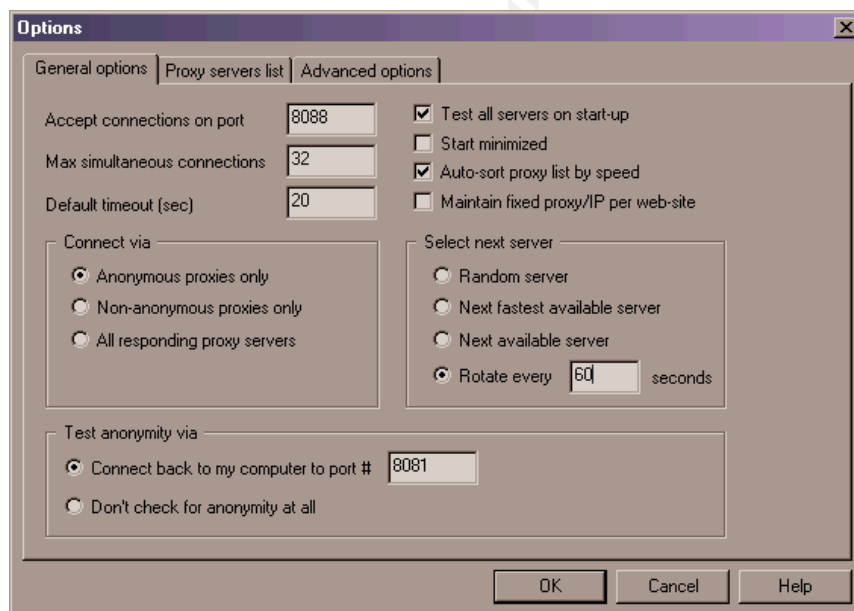 Options
General options
Proxy servers list
Advanced options
Accept connections on port 8088
Max simultaneous connections 32
Default timeout (sec) 20
Test all servers on start-up
Start minimized
Auto-sort proxy list by speed
Maintain fixed proxy/IP per web-site
Connect via
Anonymous proxies only
Non-anonymous proxies only
All responding proxy servers
Select next server
Random server
Next fastest available server
Next available server
Rotate every 60 seconds
Test anonymity via
Connect back to my computer to port # 8081
Don't check for anonymity at all
OK
Cancel
Help